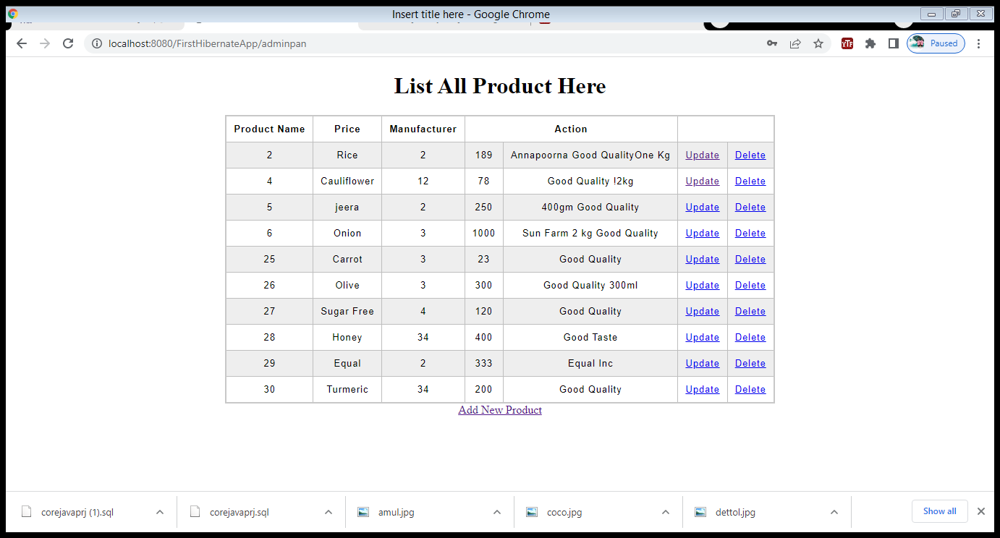 Insert title here - Google Chrome
localhost:8080/FirstHibernateApp/adminpan
YTF
Paused
List All Product Here
Product Name Price Manufacturer Action
2 Rice 2 189 Annapoorna Good QualityOne Kg Update Delete
4 Cauliflower 12 78 Good Quality !2kg Update Delete
5 jeera 2 250 400gm Good Quality Update Delete
6 Onion 3 1000 Sun Farm 2 kg Good Quality Update Delete
25 Carrot 3 23 Good Quality Update Delete
26 Olive 3 300 Good Quality 300ml Update Delete
27 Sugar Free 4 120 Good Quality Update Delete
28 Honey 34 400 Good Taste Update Delete
29 Equal 2 333 Equal Inc Update Delete
30 Turmeric 34 200 Good Quality Update Delete
Add New Product
corejavaprj (1).sql corejavaprj.sql amul.jpg coco.jpg dettol.jpg Show all